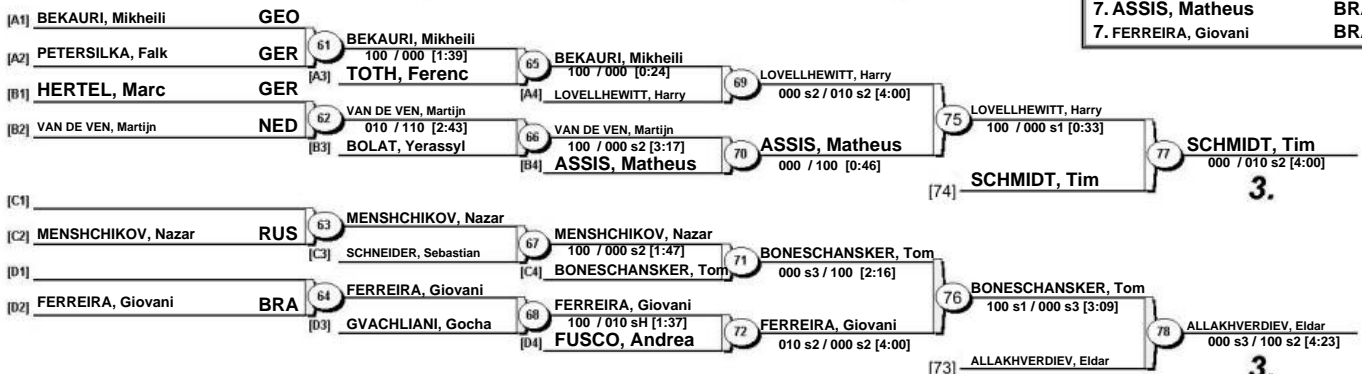 7. ASSIS, Matheus
7. FERREIRA, Giovani BRA
[A1] BEKAURI, Mikheili GEO
[A2] PETERSILKA, Falk GER
61
BEKAURI, Mikheili
100 / 000 [1:39]
[A3] TOTH, Ferenc
65
BEKAURI, Mikheili
100 / 000 [0:24]
[A4] LOVELLHEWITT, Harry
69
LOVELLHEWITT, Harry
000 s2 / 010 s2 [4:00]
[B1] HERTEL, Marc GER
[B2] VAN DE VEN, Martijn NED
62
VAN DE VEN, Martijn
010 / 110 [2:43]
[B3] BOLAT, Yerassyl
66
VAN DE VEN, Martijn
100 / 000 s2 [3:17]
[B4] ASSIS, Matheus
70
ASSIS, Matheus
000 / 100 [0:46]
75
LOVELLHEWITT, Harry
100 / 000 s1 [0:33]
[74] SCHMIDT, Tim
77
SCHMIDT, Tim
000 / 010 s2 [4:00]
3.
[C1]
[C2] MENSHCHIKOV, Nazar RUS
63
MENSHCHIKOV, Nazar
[C3] SCHNEIDER, Sebastian
67
MENSHCHIKOV, Nazar
100 / 000 s2 [1:47]
[C4] BONESCHANSKER, Tom
71
BONESCHANSKER, Tom
000 s3 / 100 [2:16]
[D1]
[D2] FERREIRA, Giovani BRA
64
FERREIRA, Giovani
[D3] GVACHLIANI, Gocha
68
FERREIRA, Giovani
100 / 010 sH [1:37]
[D4] FUSCO, Andrea
72
FERREIRA, Giovani
010 s2 / 000 s2 [4:00]
76
BONESCHANSKER, Tom
100 s1 / 000 s3 [3:09]
[73] ALLAKHVERDIEV, Eldar
78
ALLAKHVERDIEV, Eldar
000 s3 / 100 s2 [4:23]
3.